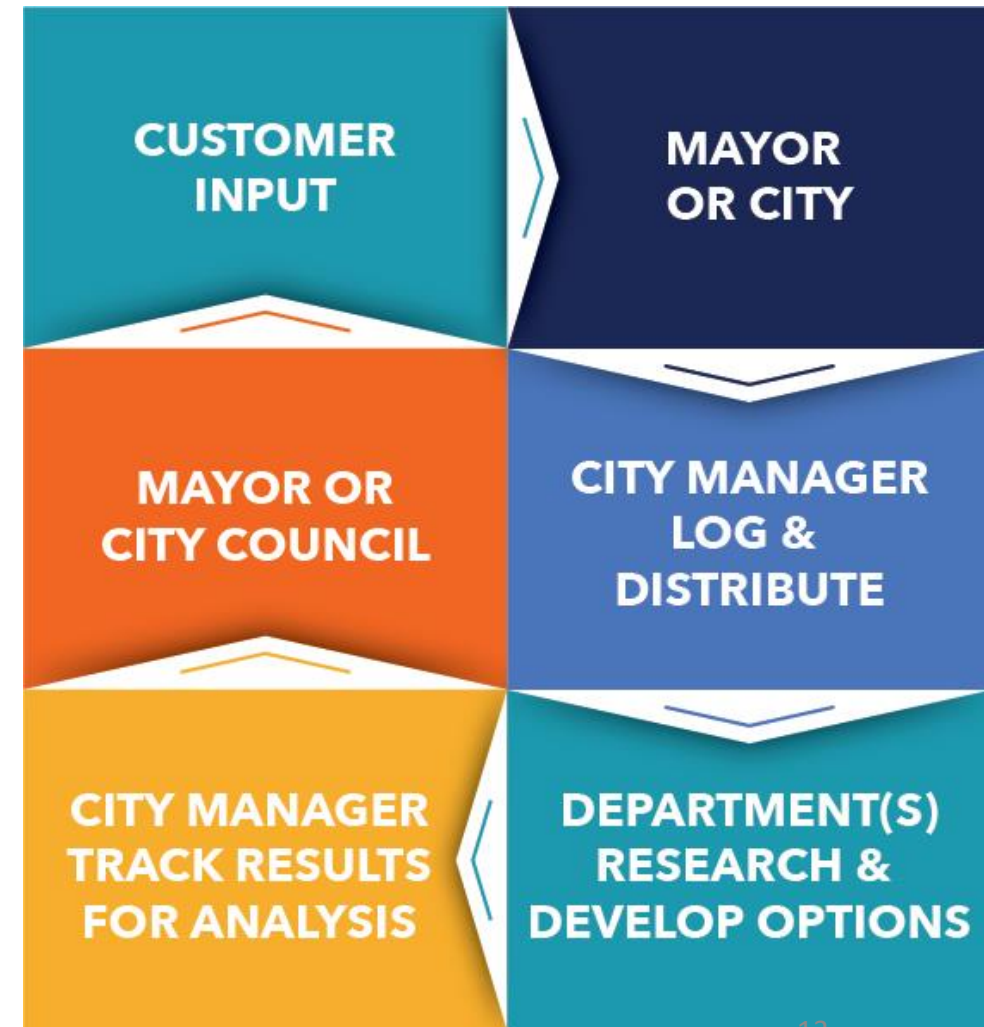 CUSTOMER
INPUT
MAYOR
OR CITY
MAYOR OR
CITY COUNCIL
CITY MANAGER
LOG &
DISTRIBUTE
CITY MANAGER
TRACK RESULTS
FOR ANALYSIS
DEPARTMENT(S)
RESEARCH &
DEVELOP OPTIONS